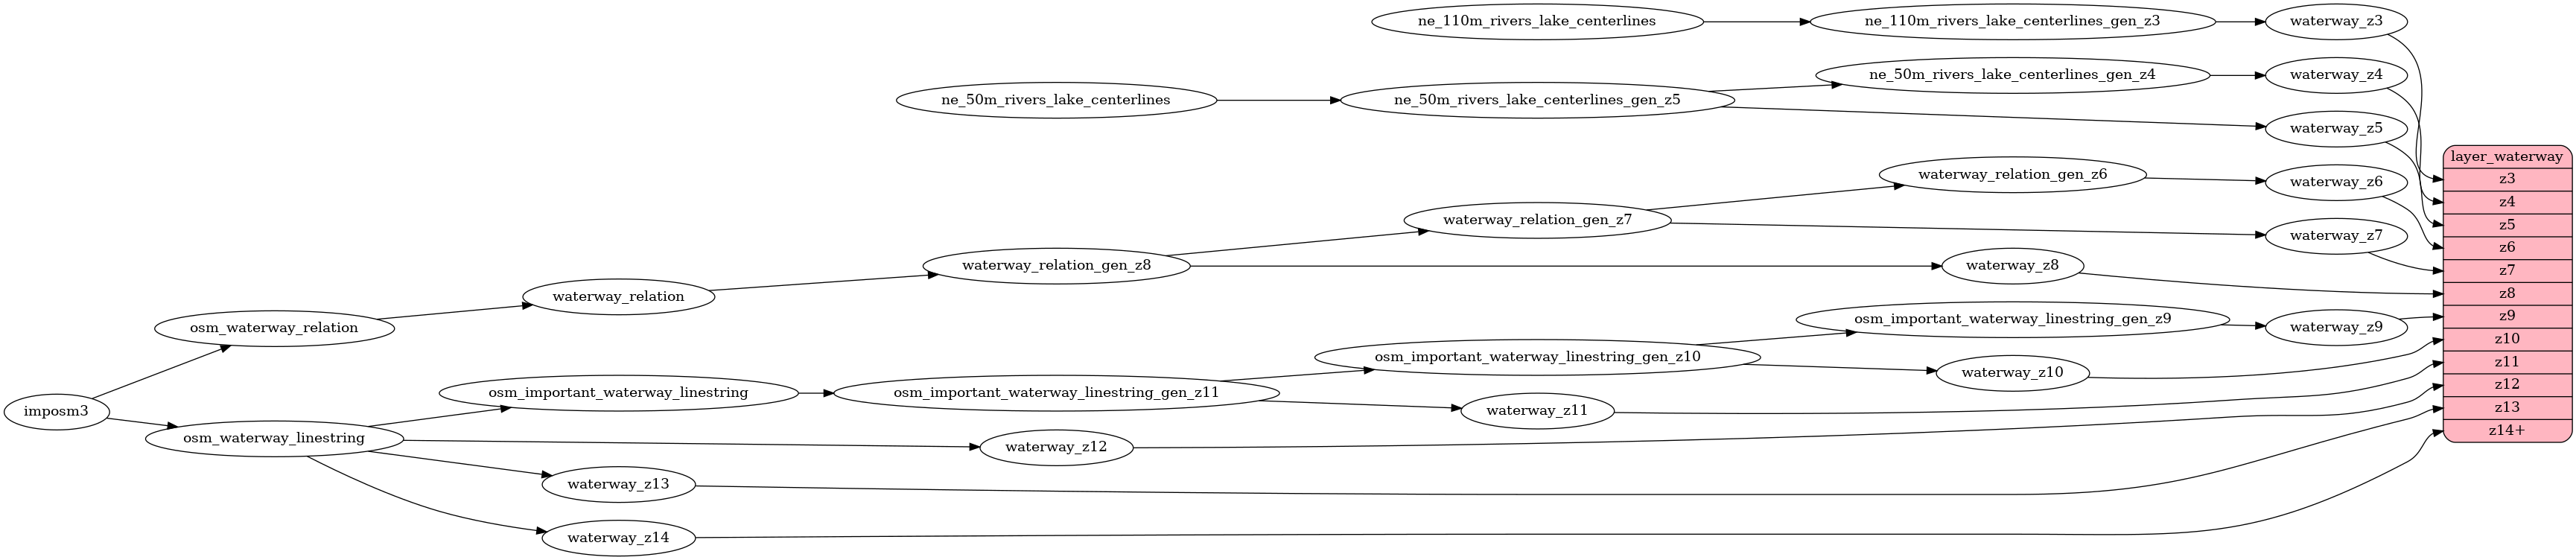 ne_110m_rivers_lake_centerlines
ne_110m_rivers_lake_centerlines_gen_z3
waterway_z3
ne_50m_rivers_lake_centerlines
ne_50m_rivers_lake_centerlines_gen_z5
ne_50m_rivers_lake_centerlines_gen_z4
waterway_z4
waterway_z5
waterway_relation_gen_z6
waterway_z6
waterway_relation_gen_z7
waterway_z7
waterway_relation_gen_z8
waterway_z8
waterway_relation
osm_waterway_relation
osm_important_waterway_linestring_gen_z9
waterway_z9
osm_important_waterway_linestring_gen_z10
waterway_z10
imposm3
osm_important_waterway_linestring
osm_important_waterway_linestring_gen_z11
waterway_z11
osm_waterway_linestring
waterway_z12
waterway_z13
waterway_z14
layer_waterway
z3
z4
z5
z6
z7
z8
z9
z10
z11
z12
z13
z14+